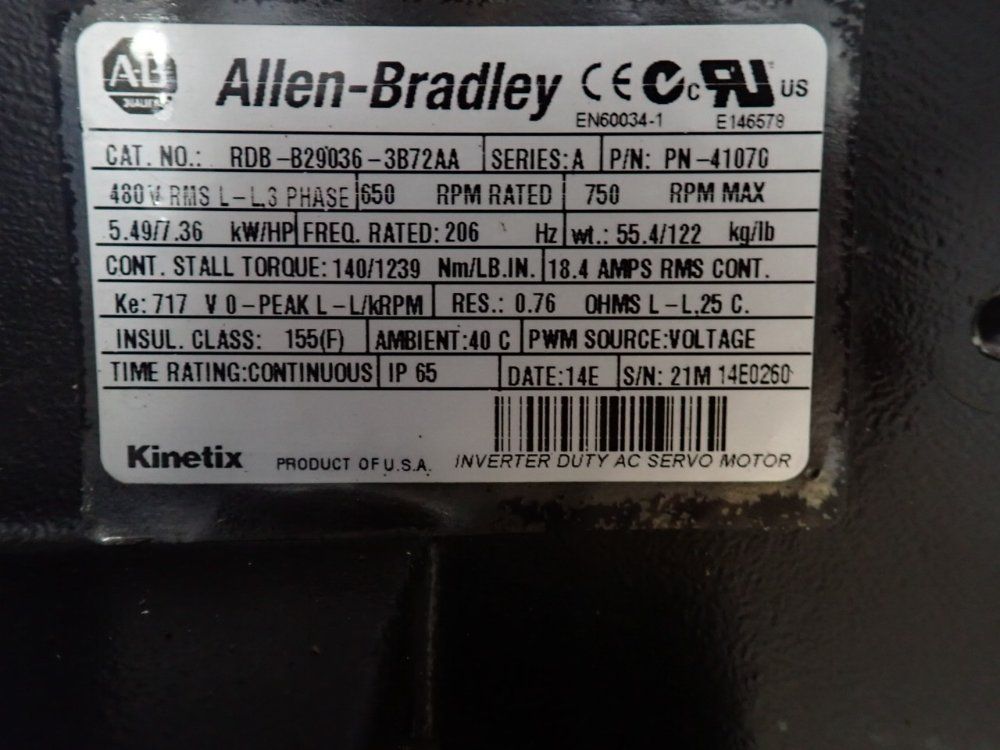 A-B
QUALITY
Allen-Bradley CE c RU US
EN60034-1 E146578
CAT. NO.: RDB-B29036-3B72AA SERIES:A P/N: PN-41070
480 V RMS L-L,3 PHASE 650 RPM RATED 750 RPM MAX
5.49/7.36 kW/HP FREQ. RATED: 206 Hz wt.: 55.4/122 kg/lb
CONT. STALL TORQUE: 140/1239 Nm/LB.IN. 18.4 AMPS RMS CONT.
Ke: 717 V 0-PEAK L-L/kRPM RES.: 0.76 OHMS L-L,25 C.
INSUL. CLASS: 155(F) AMBIENT:40 C PWM SOURCE:VOLTAGE
TIME RATING:CONTINUOUS IP 65 DATE:14E S/N: 21M 14E0260
Kinetix PRODUCT OF U.S.A. INVERTER DUTY AC SERVO MOTOR